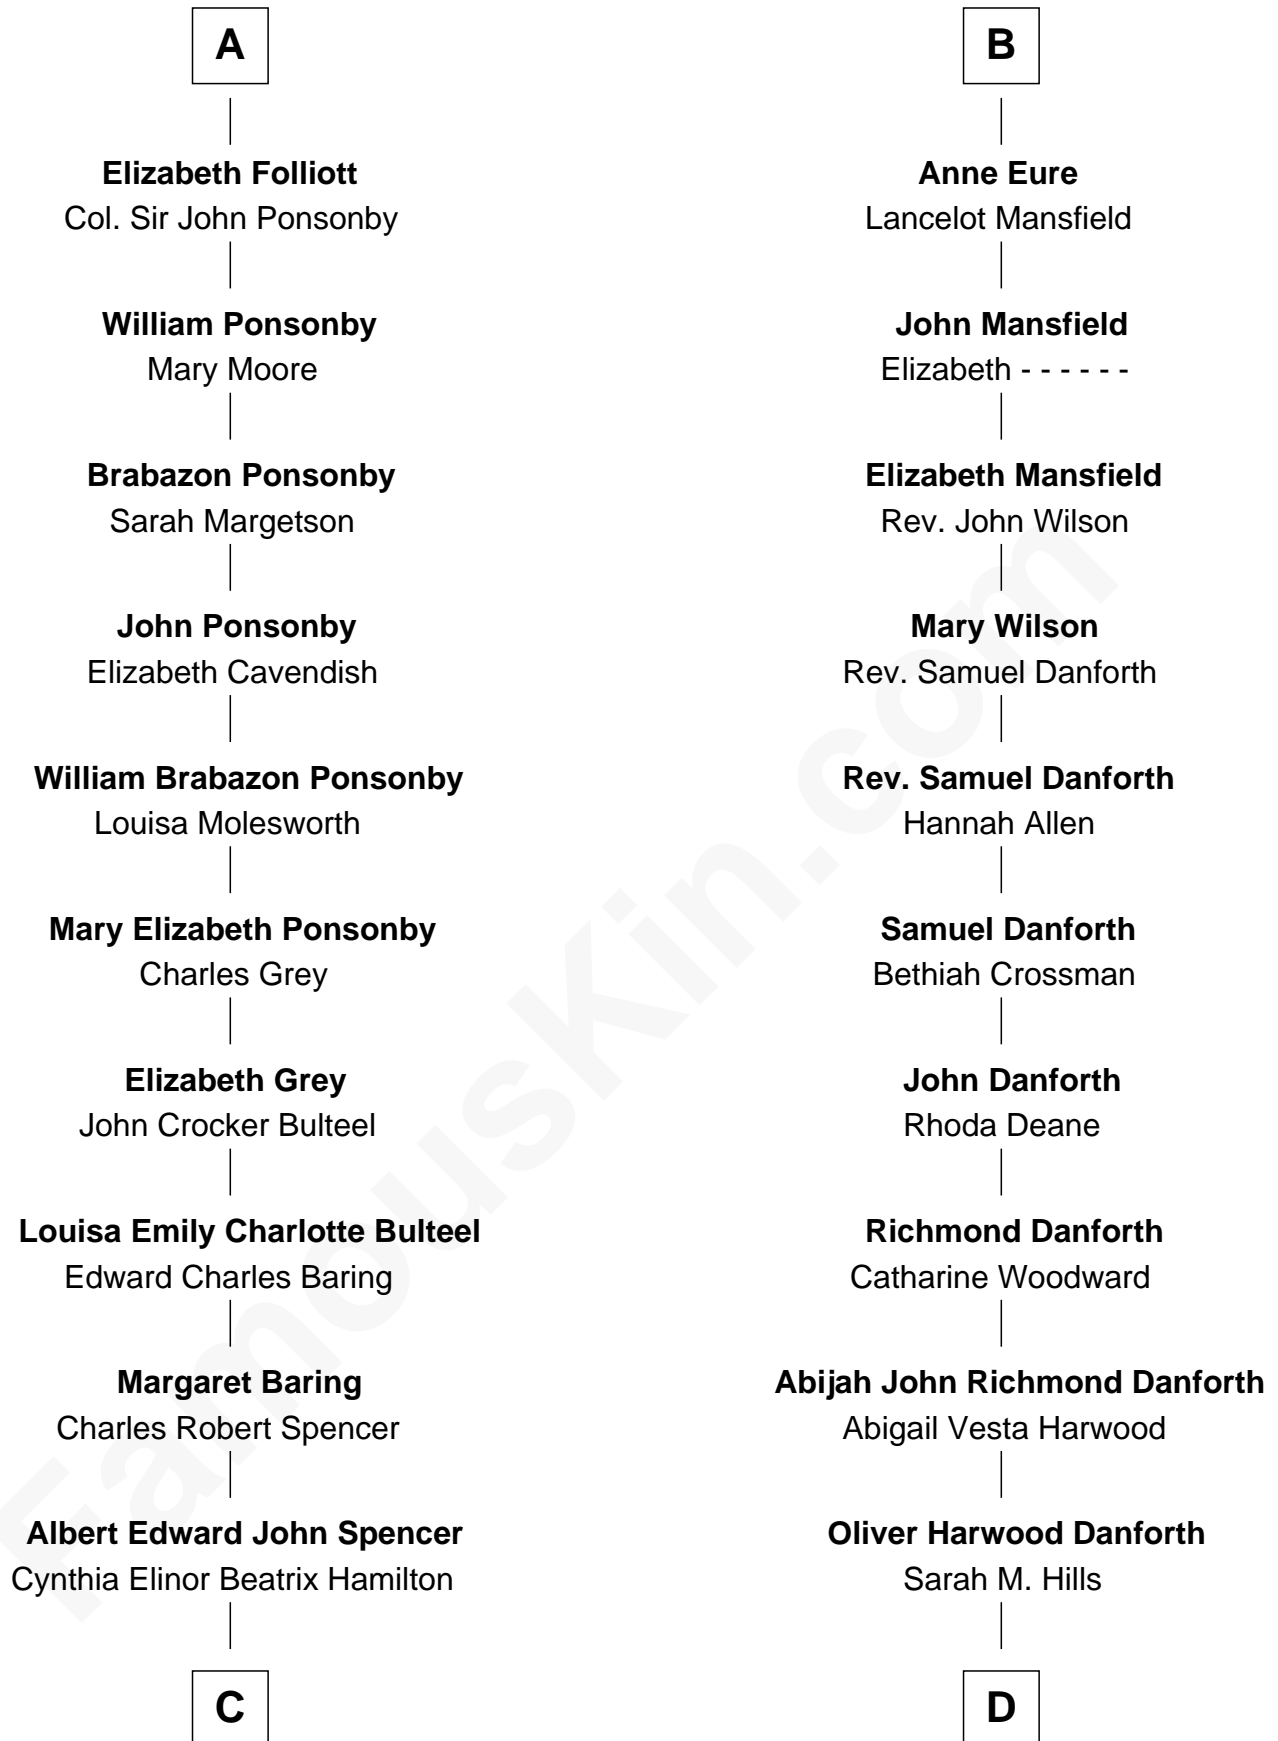 A
Elizabeth Folliott
Col. Sir John Ponsonby
William Ponsonby
Mary Moore
Brabazon Ponsonby
Sarah Margetson
John Ponsonby
Elizabeth Cavendish
William Brabazon Ponsonby
Louisa Molesworth
Mary Elizabeth Ponsonby
Charles Grey
Elizabeth Grey
John Crocker Bulteel
Louisa Emily Charlotte Bulteel
Edward Charles Baring
Margaret Baring
Charles Robert Spencer
Albert Edward John Spencer
Cynthia Elinor Beatrix Hamilton
C
B
Anne Eure
Lancelot Mansfield
John Mansfield
Elizabeth - - - - - -
Elizabeth Mansfield
Rev. John Wilson
Mary Wilson
Rev. Samuel Danforth
Rev. Samuel Danforth
Hannah Allen
Samuel Danforth
Bethiah Crossman
John Danforth
Rhoda Deane
Richmond Danforth
Catharine Woodward
Abijah John Richmond Danforth
Abigail Vesta Harwood
Oliver Harwood Danforth
Sarah M. Hills
D
FamousKin.com